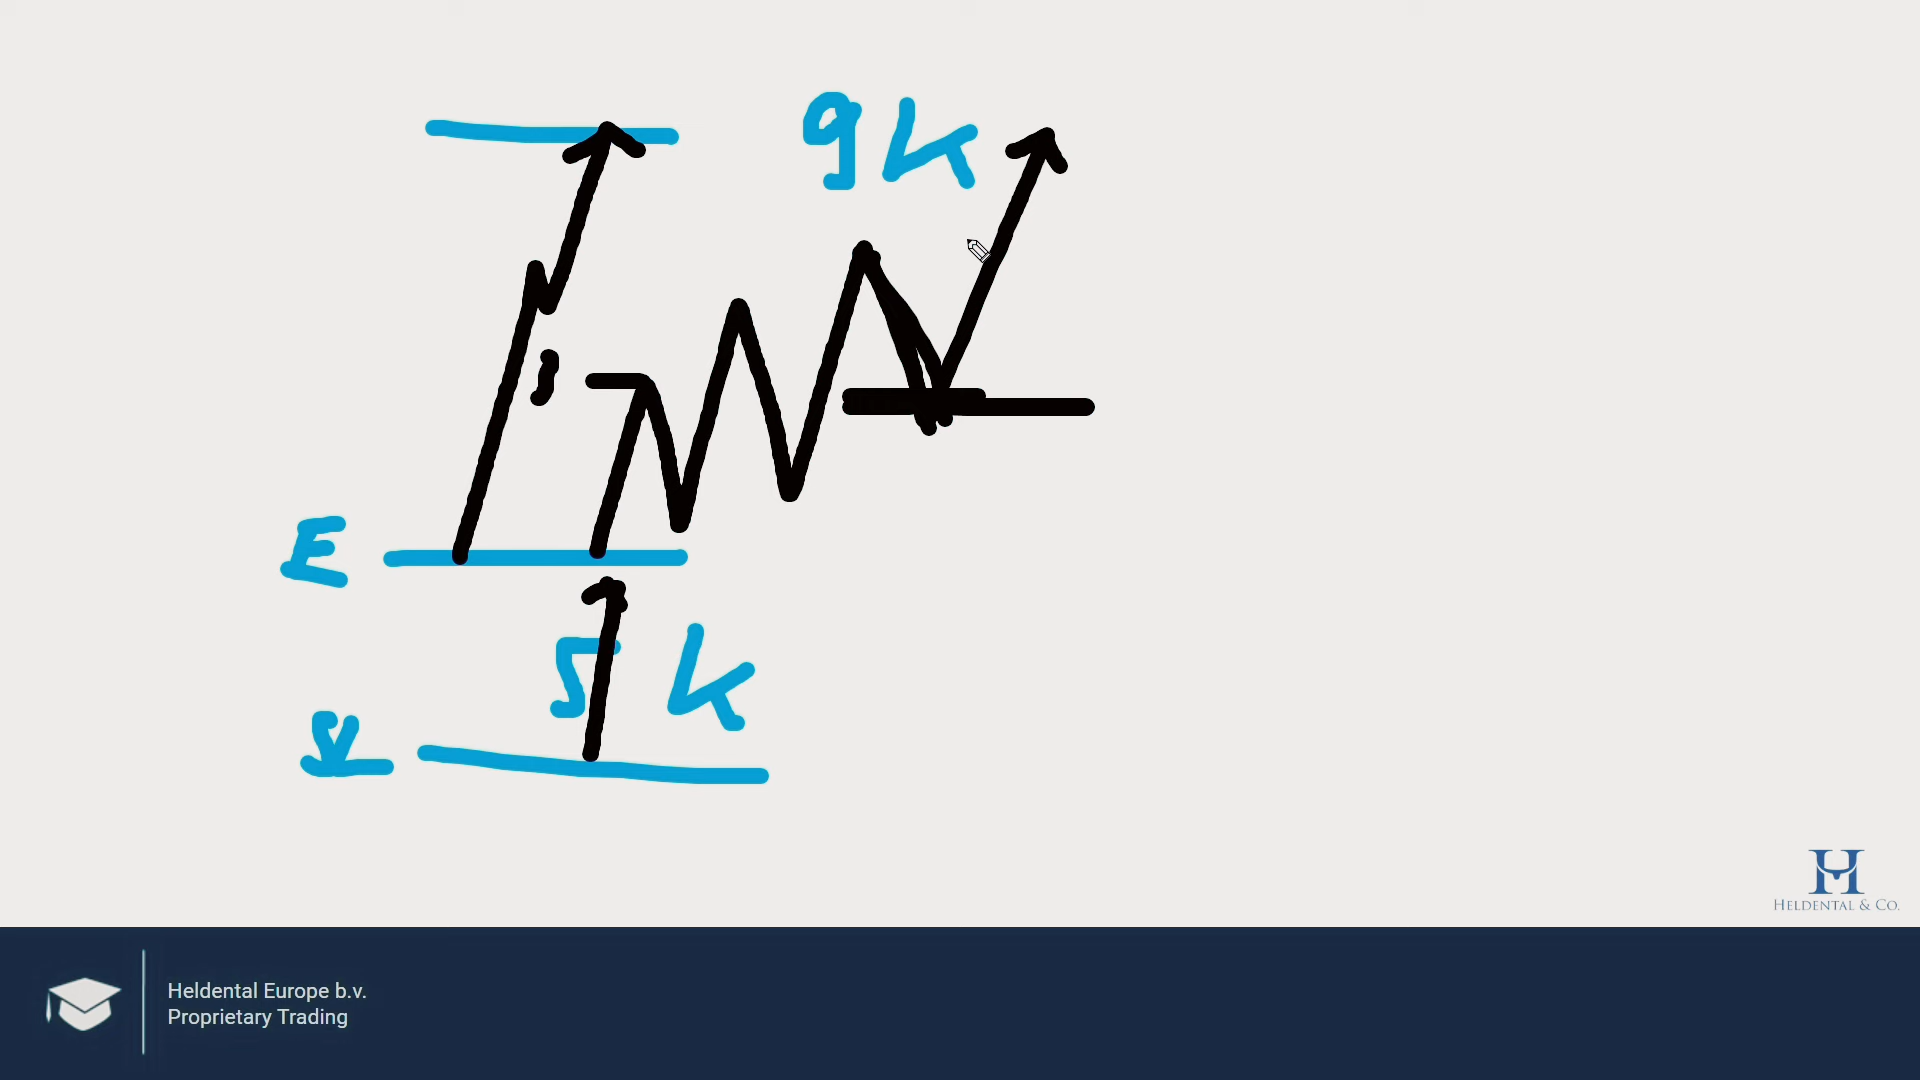 9k
E
5k
HELDENTAL & CO.
Heldental Europe b.v.
Proprietary Trading